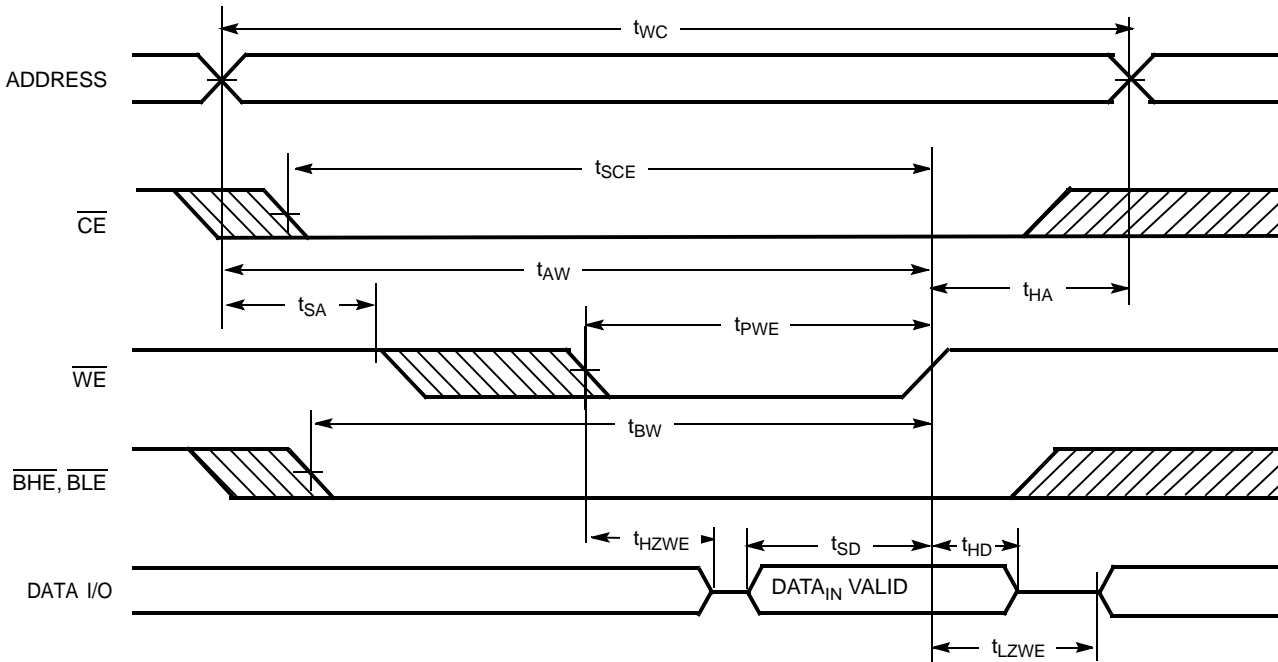 tWC
ADDRESS
tSCE
CE
tAW
tSA
tHA
tPWE
WE
tBW
BHE, BLE
tHZWE
tSD
tHD
DATA I/O
DATAIN VALID
tLZWE